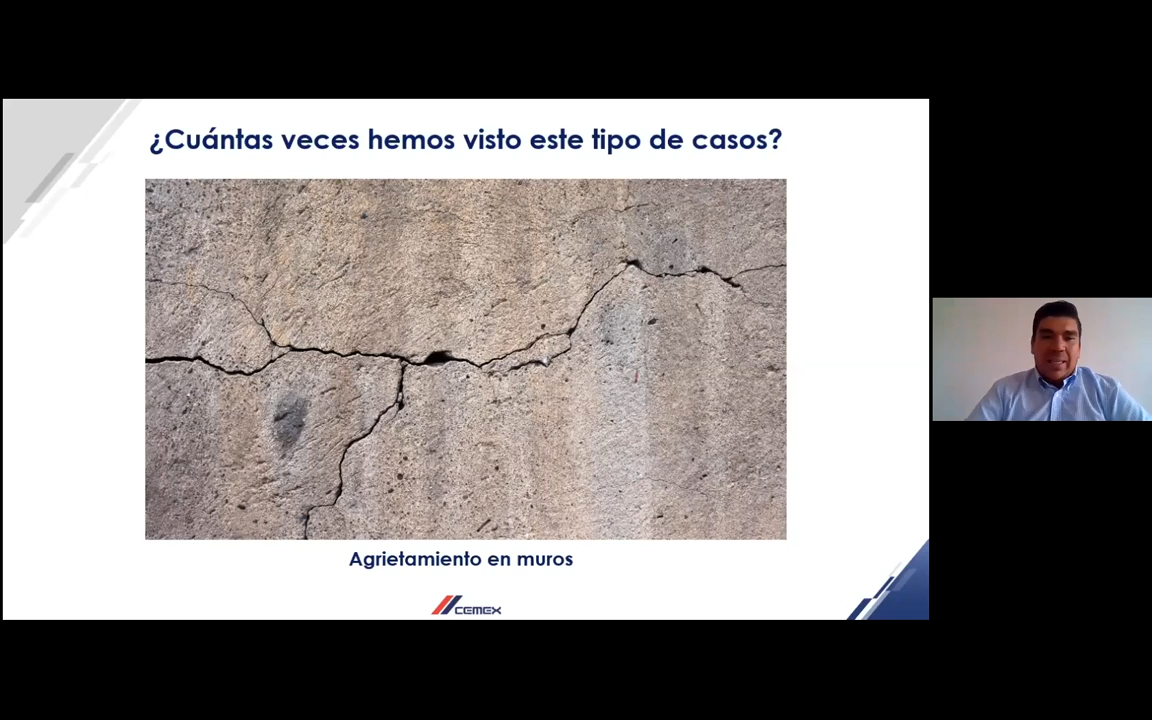 ¿Cuántas veces hemos visto este tipo de casos?
Agrietamiento en muros
CEMEX